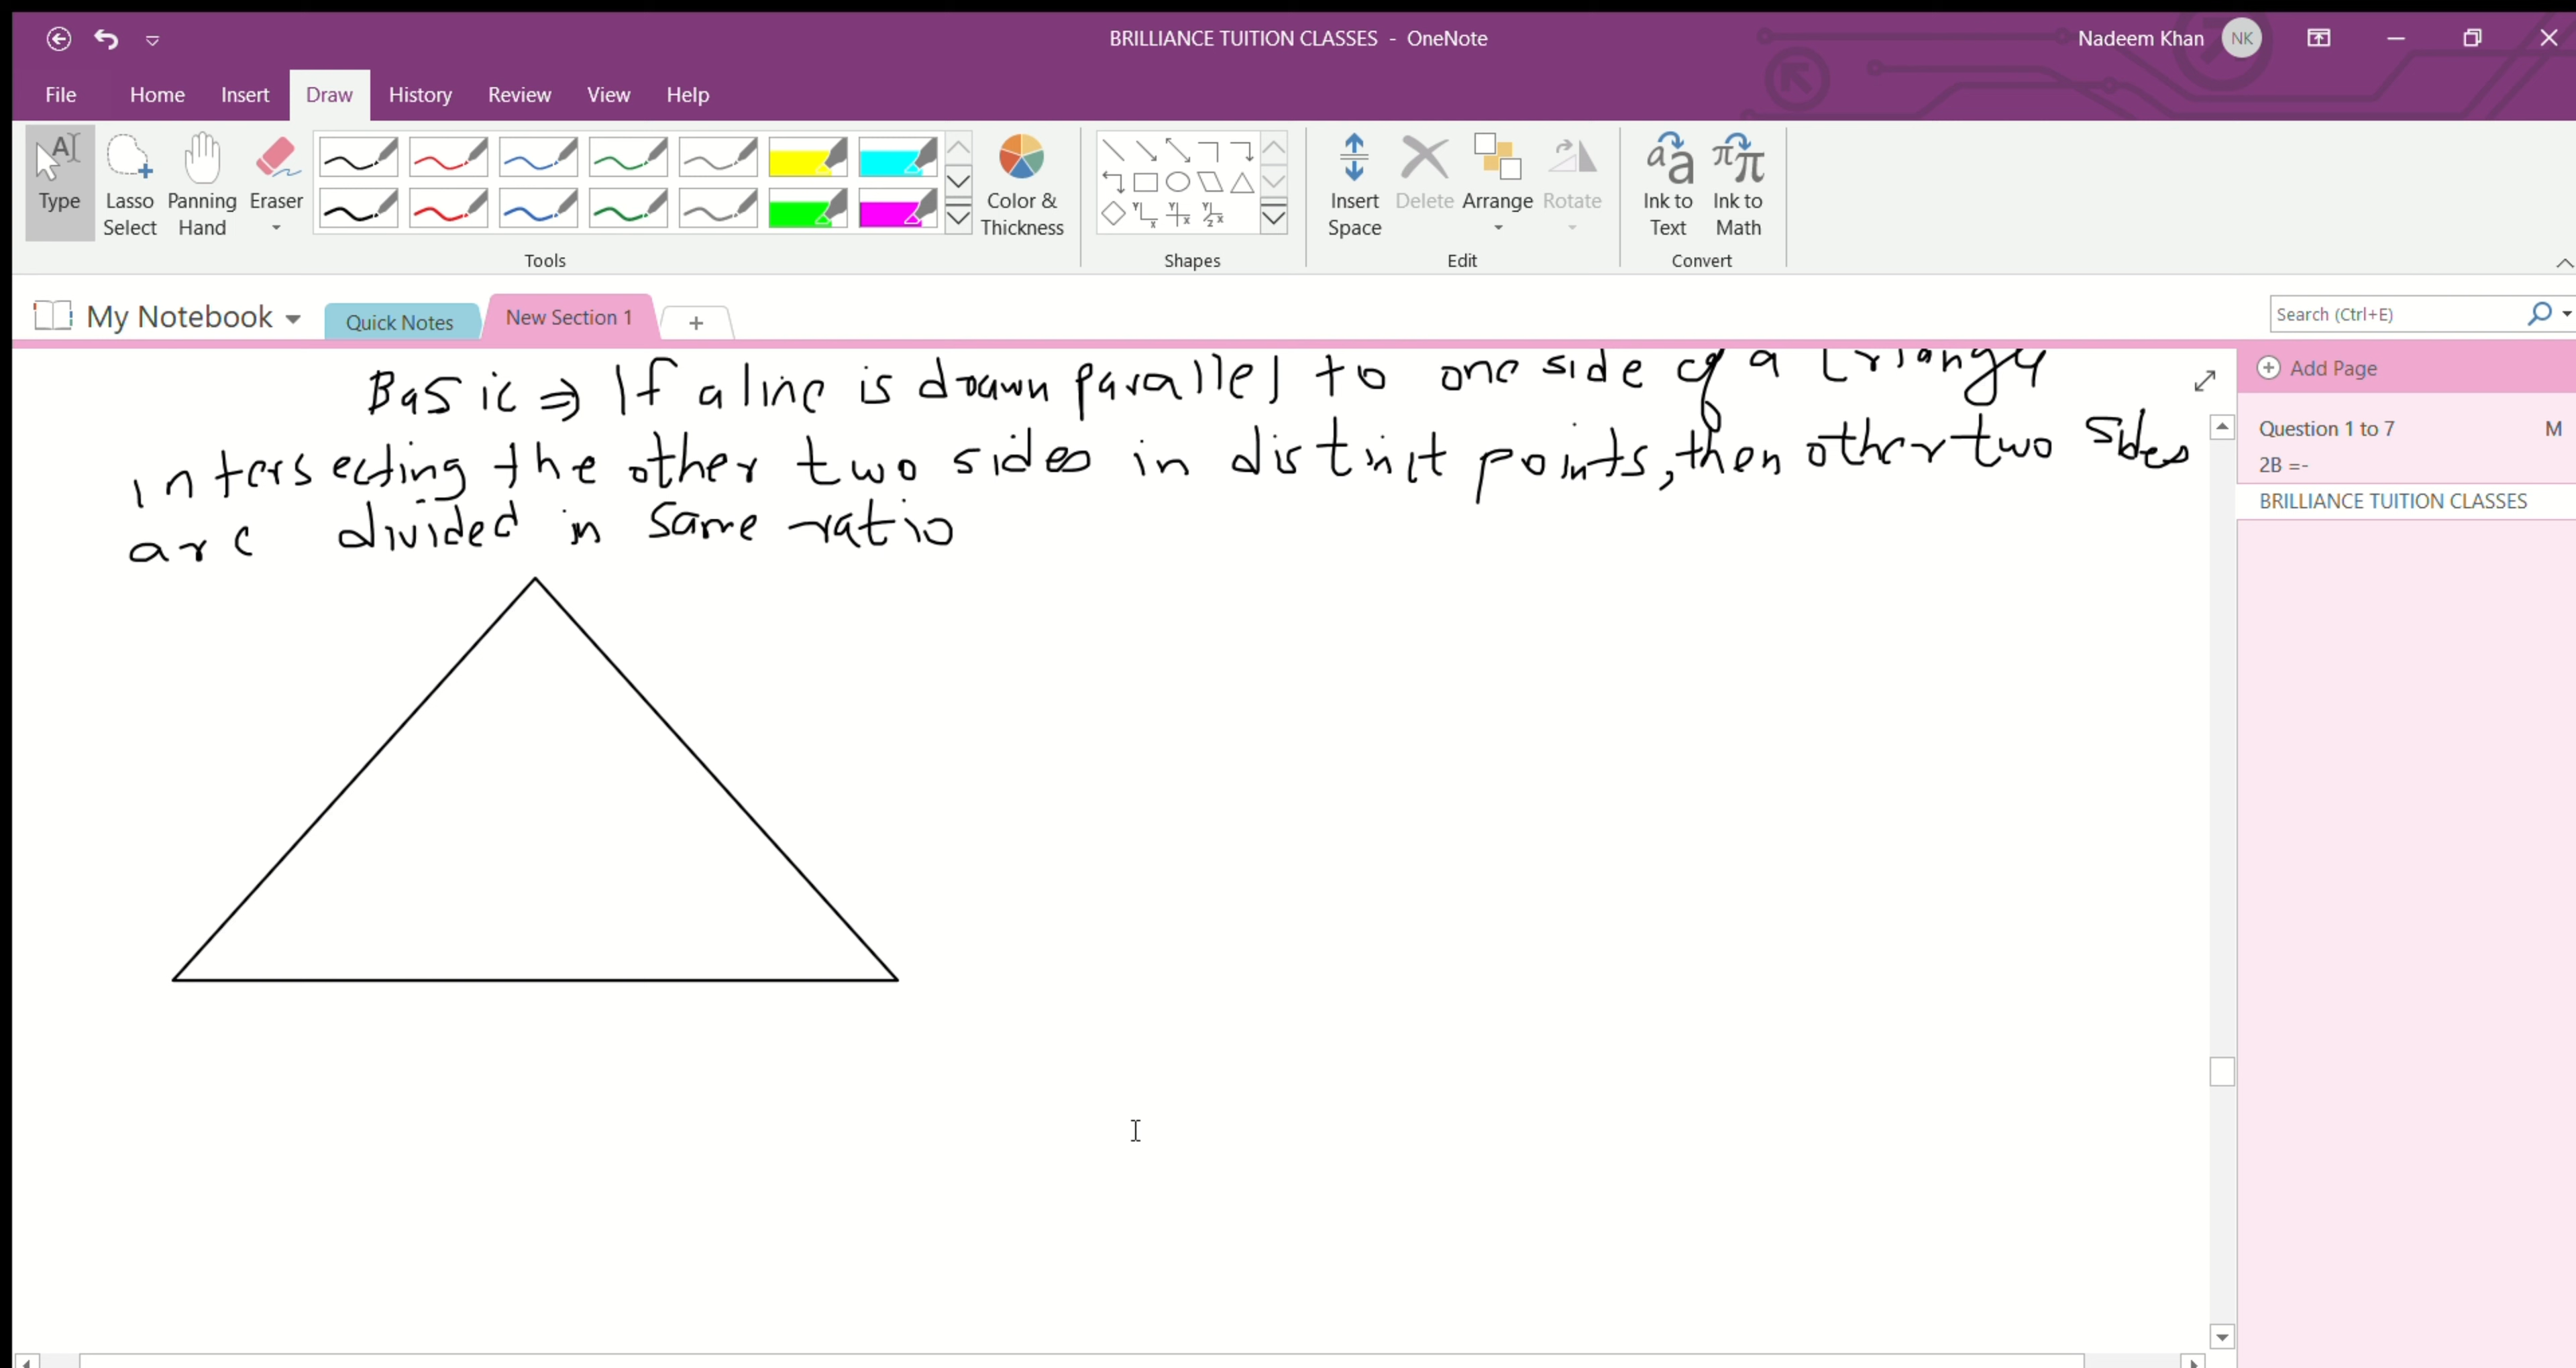 BRILLIANCE TUITION CLASSES - OneNote
Nadeem Khan NK
File Home Insert Draw History Review View Help
Type
Lasso Select
Panning Hand
Eraser
Color & Thickness
Insert Space
Delete
Arrange
Rotate
Ink to Text
Ink to Math
Tools Shapes Edit Convert
My Notebook Quick Notes New Section 1 +
Search (Ctrl+E)
Basic ⇒ If a line is drawn parallel to one side of a triangle
intersecting the other two sides in distinct points, then other two sides
are divided in same ratio
Add Page
Question 1 to 7 M
2B =-
BRILLIANCE TUITION CLASSES